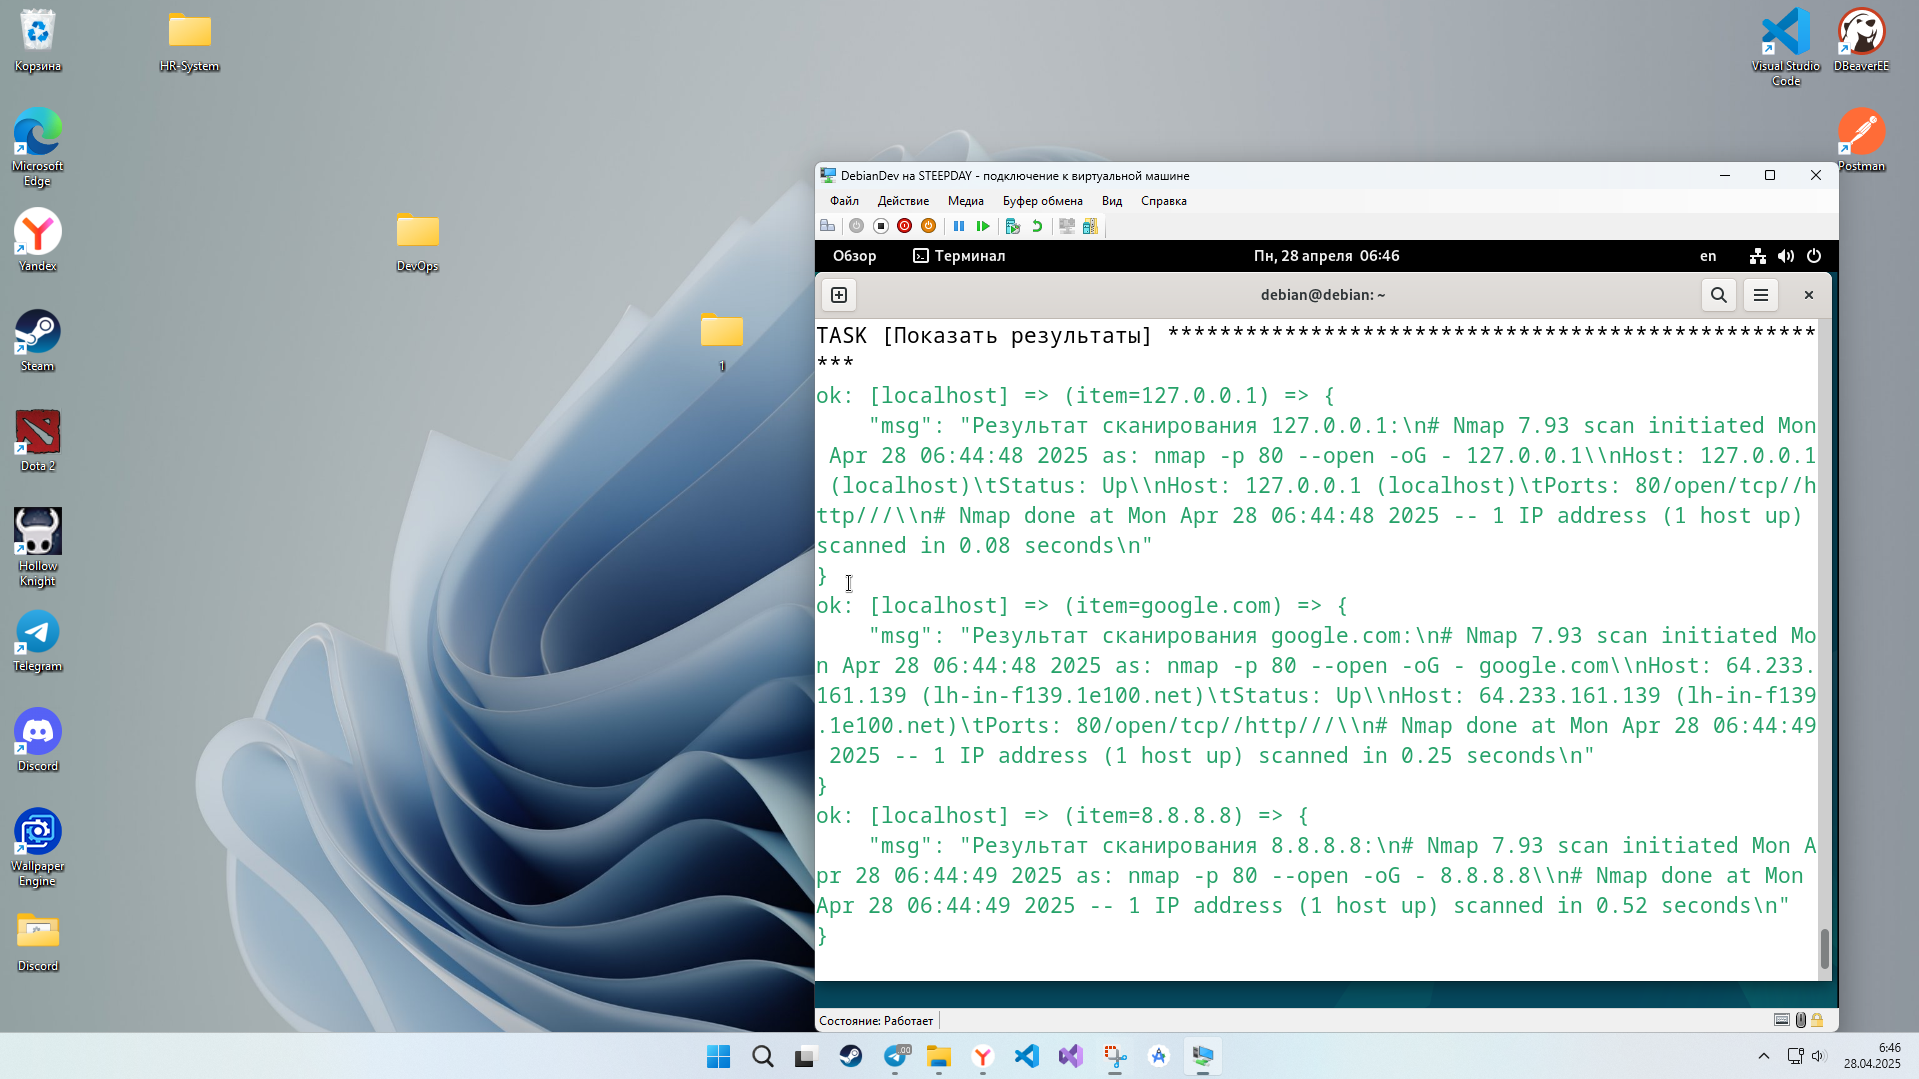 Корзина
HR-System
Microsoft
Edge
Yandex
DevOps
Steam
1
Dota 2
Hollow
Knight
Telegram
Discord
Wallpaper
Engine
Discord
Visual Studio
Code
DBeaverEE
Postman
DebianDev на STEEPDAY - подключение к виртуальной машине
Файл Действие Медиа Буфер обмена Вид Справка
Обзор Терминал Пн, 28 апреля 06:46 en
debian@debian: ~
TASK [Показать результаты] **************************************************
***
ok: [localhost] => (item=127.0.0.1) => {
"msg": "Результат сканирования 127.0.0.1:\n# Nmap 7.93 scan initiated Mon
Apr 28 06:44:48 2025 as: nmap -p 80 --open -oG - 127.0.0.1\\nHost: 127.0.0.1
(localhost)\tStatus: Up\\nHost: 127.0.0.1 (localhost)\tPorts: 80/open/tcp//h
ttp///\\n# Nmap done at Mon Apr 28 06:44:48 2025 -- 1 IP address (1 host up)
scanned in 0.08 seconds\n"
}
ok: [localhost] => (item=google.com) => {
"msg": "Результат сканирования google.com:\n# Nmap 7.93 scan initiated Mo
n Apr 28 06:44:48 2025 as: nmap -p 80 --open -oG - google.com\\nHost: 64.233.
161.139 (lh-in-f139.1e100.net)\tStatus: Up\\nHost: 64.233.161.139 (lh-in-f139
.1e100.net)\tPorts: 80/open/tcp//http///\\n# Nmap done at Mon Apr 28 06:44:49
2025 -- 1 IP address (1 host up) scanned in 0.25 seconds\n"
}
ok: [localhost] => (item=8.8.8.8) => {
"msg": "Результат сканирования 8.8.8.8:\n# Nmap 7.93 scan initiated Mon A
pr 28 06:44:49 2025 as: nmap -p 80 --open -oG - 8.8.8.8\\n# Nmap done at Mon
Apr 28 06:44:49 2025 -- 1 IP address (1 host up) scanned in 0.52 seconds\n"
}
Состояние: Работает
6:46
28.04.2025